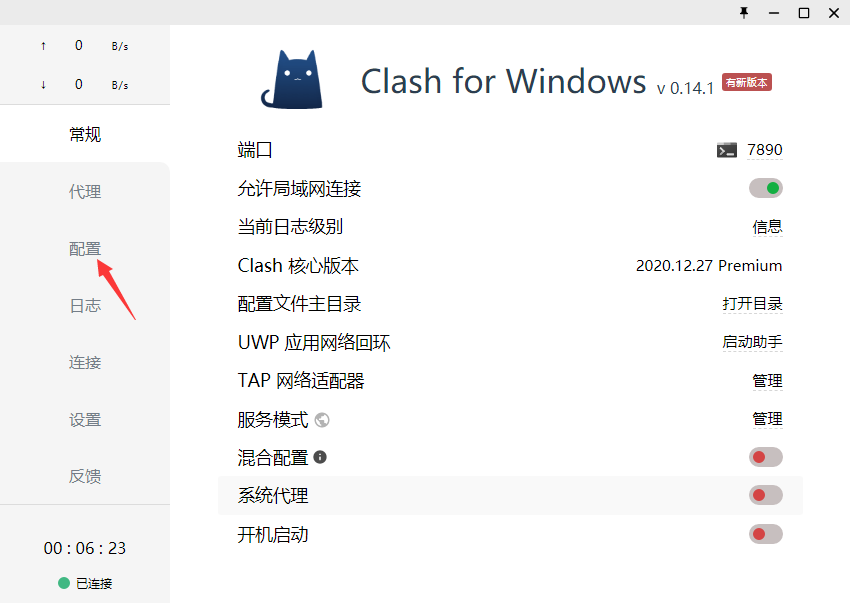 ↑ 0 B/s
↓ 0 B/s
常规
代理
配置
日志
连接
设置
反馈
00 : 06 : 23
已连接
Clash for Windows v 0.14.1 有新版本
端口 7890
允许局域网连接
当前日志级别 信息
Clash 核心版本 2020.12.27 Premium
配置文件主目录 打开目录
UWP 应用网络回环 启动助手
TAP 网络适配器 管理
服务模式 管理
混合配置
系统代理
开机启动